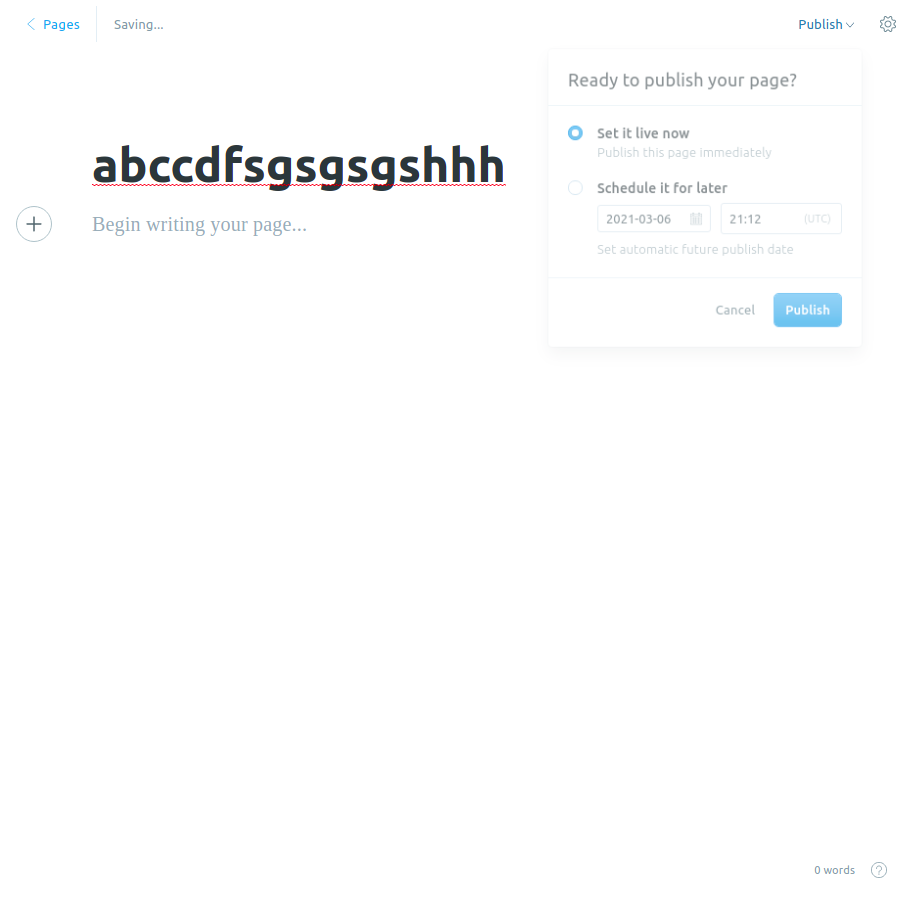 Pages
Saving...
Publish
Ready to publish your page?
abccdfsgsgsgsgshhh
Set it live now
Publish this page immediately
Schedule it for later
2021-03-06 21:12 (UTC)
Begin writing your page...
Set automatic future publish date
Cancel Publish
0 words ?